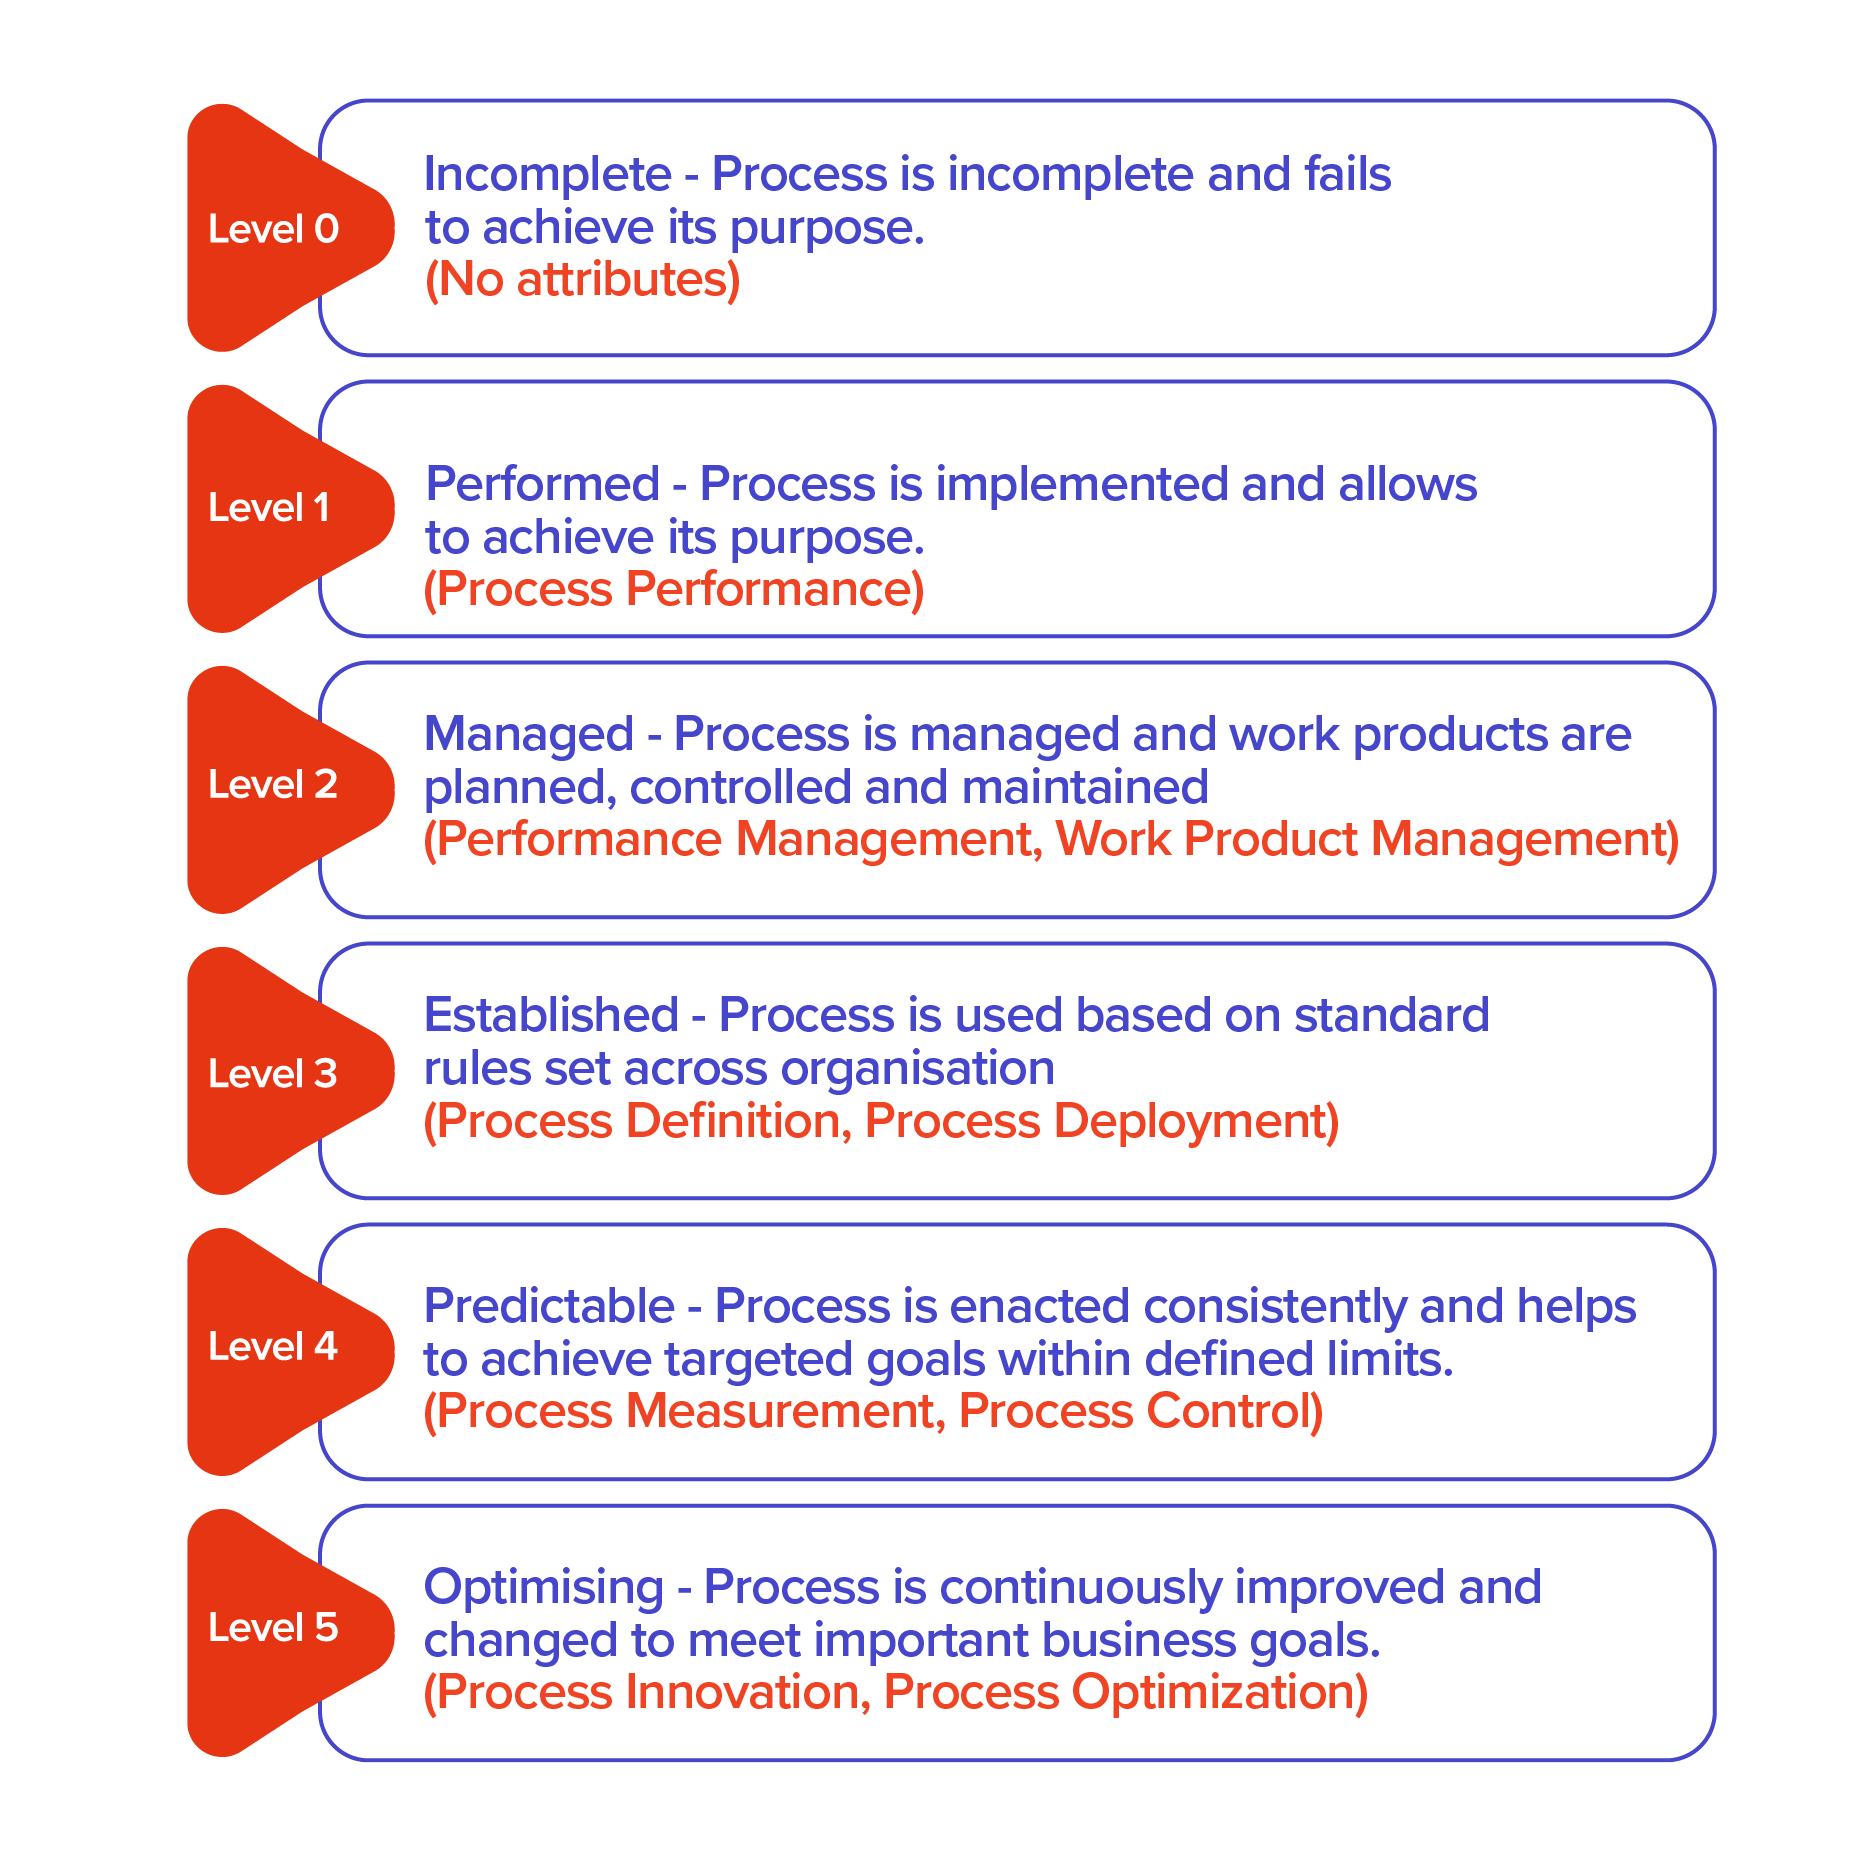 Level 0
Incomplete - Process is incomplete and fails
to achieve its purpose.
(No attributes)
Level 1
Performed - Process is implemented and allows
to achieve its purpose.
(Process Performance)
Level 2
Managed - Process is managed and work products are
planned, controlled and maintained
(Performance Management, Work Product Management)
Level 3
Established - Process is used based on standard
rules set across organisation
(Process Definition, Process Deployment)
Level 4
Predictable - Process is enacted consistently and helps
to achieve targeted goals within defined limits.
(Process Measurement, Process Control)
Level 5
Optimising - Process is continuously improved and
changed to meet important business goals.
(Process Innovation, Process Optimization)